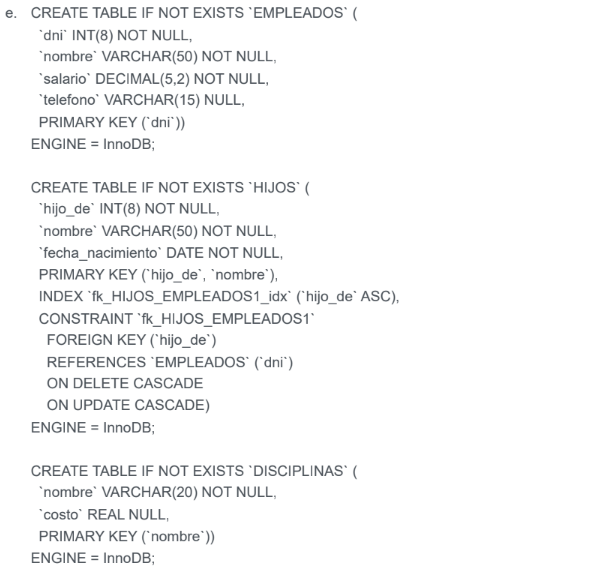 e. CREATE TABLE IF NOT EXISTS `EMPLEADOS` (
`dni` INT(8) NOT NULL,
`nombre` VARCHAR(50) NOT NULL,
`salario` DECIMAL(5,2) NOT NULL,
`telefono` VARCHAR(15) NULL,
PRIMARY KEY (`dni`))
ENGINE = InnoDB;

CREATE TABLE IF NOT EXISTS `HIJOS` (
`hijo_de` INT(8) NOT NULL,
`nombre` VARCHAR(50) NOT NULL,
`fecha_nacimiento` DATE NOT NULL,
PRIMARY KEY (`hijo_de`, `nombre`),
INDEX `fk_HIJOS_EMPLEADOS1_idx` (`hijo_de` ASC),
CONSTRAINT `fk_HIJOS_EMPLEADOS1`
FOREIGN KEY (`hijo_de`)
REFERENCES `EMPLEADOS` (`dni`)
ON DELETE CASCADE
ON UPDATE CASCADE)
ENGINE = InnoDB;

CREATE TABLE IF NOT EXISTS `DISCIPLINAS` (
`nombre` VARCHAR(20) NOT NULL,
`costo` REAL NULL,
PRIMARY KEY (`nombre`))
ENGINE = InnoDB;